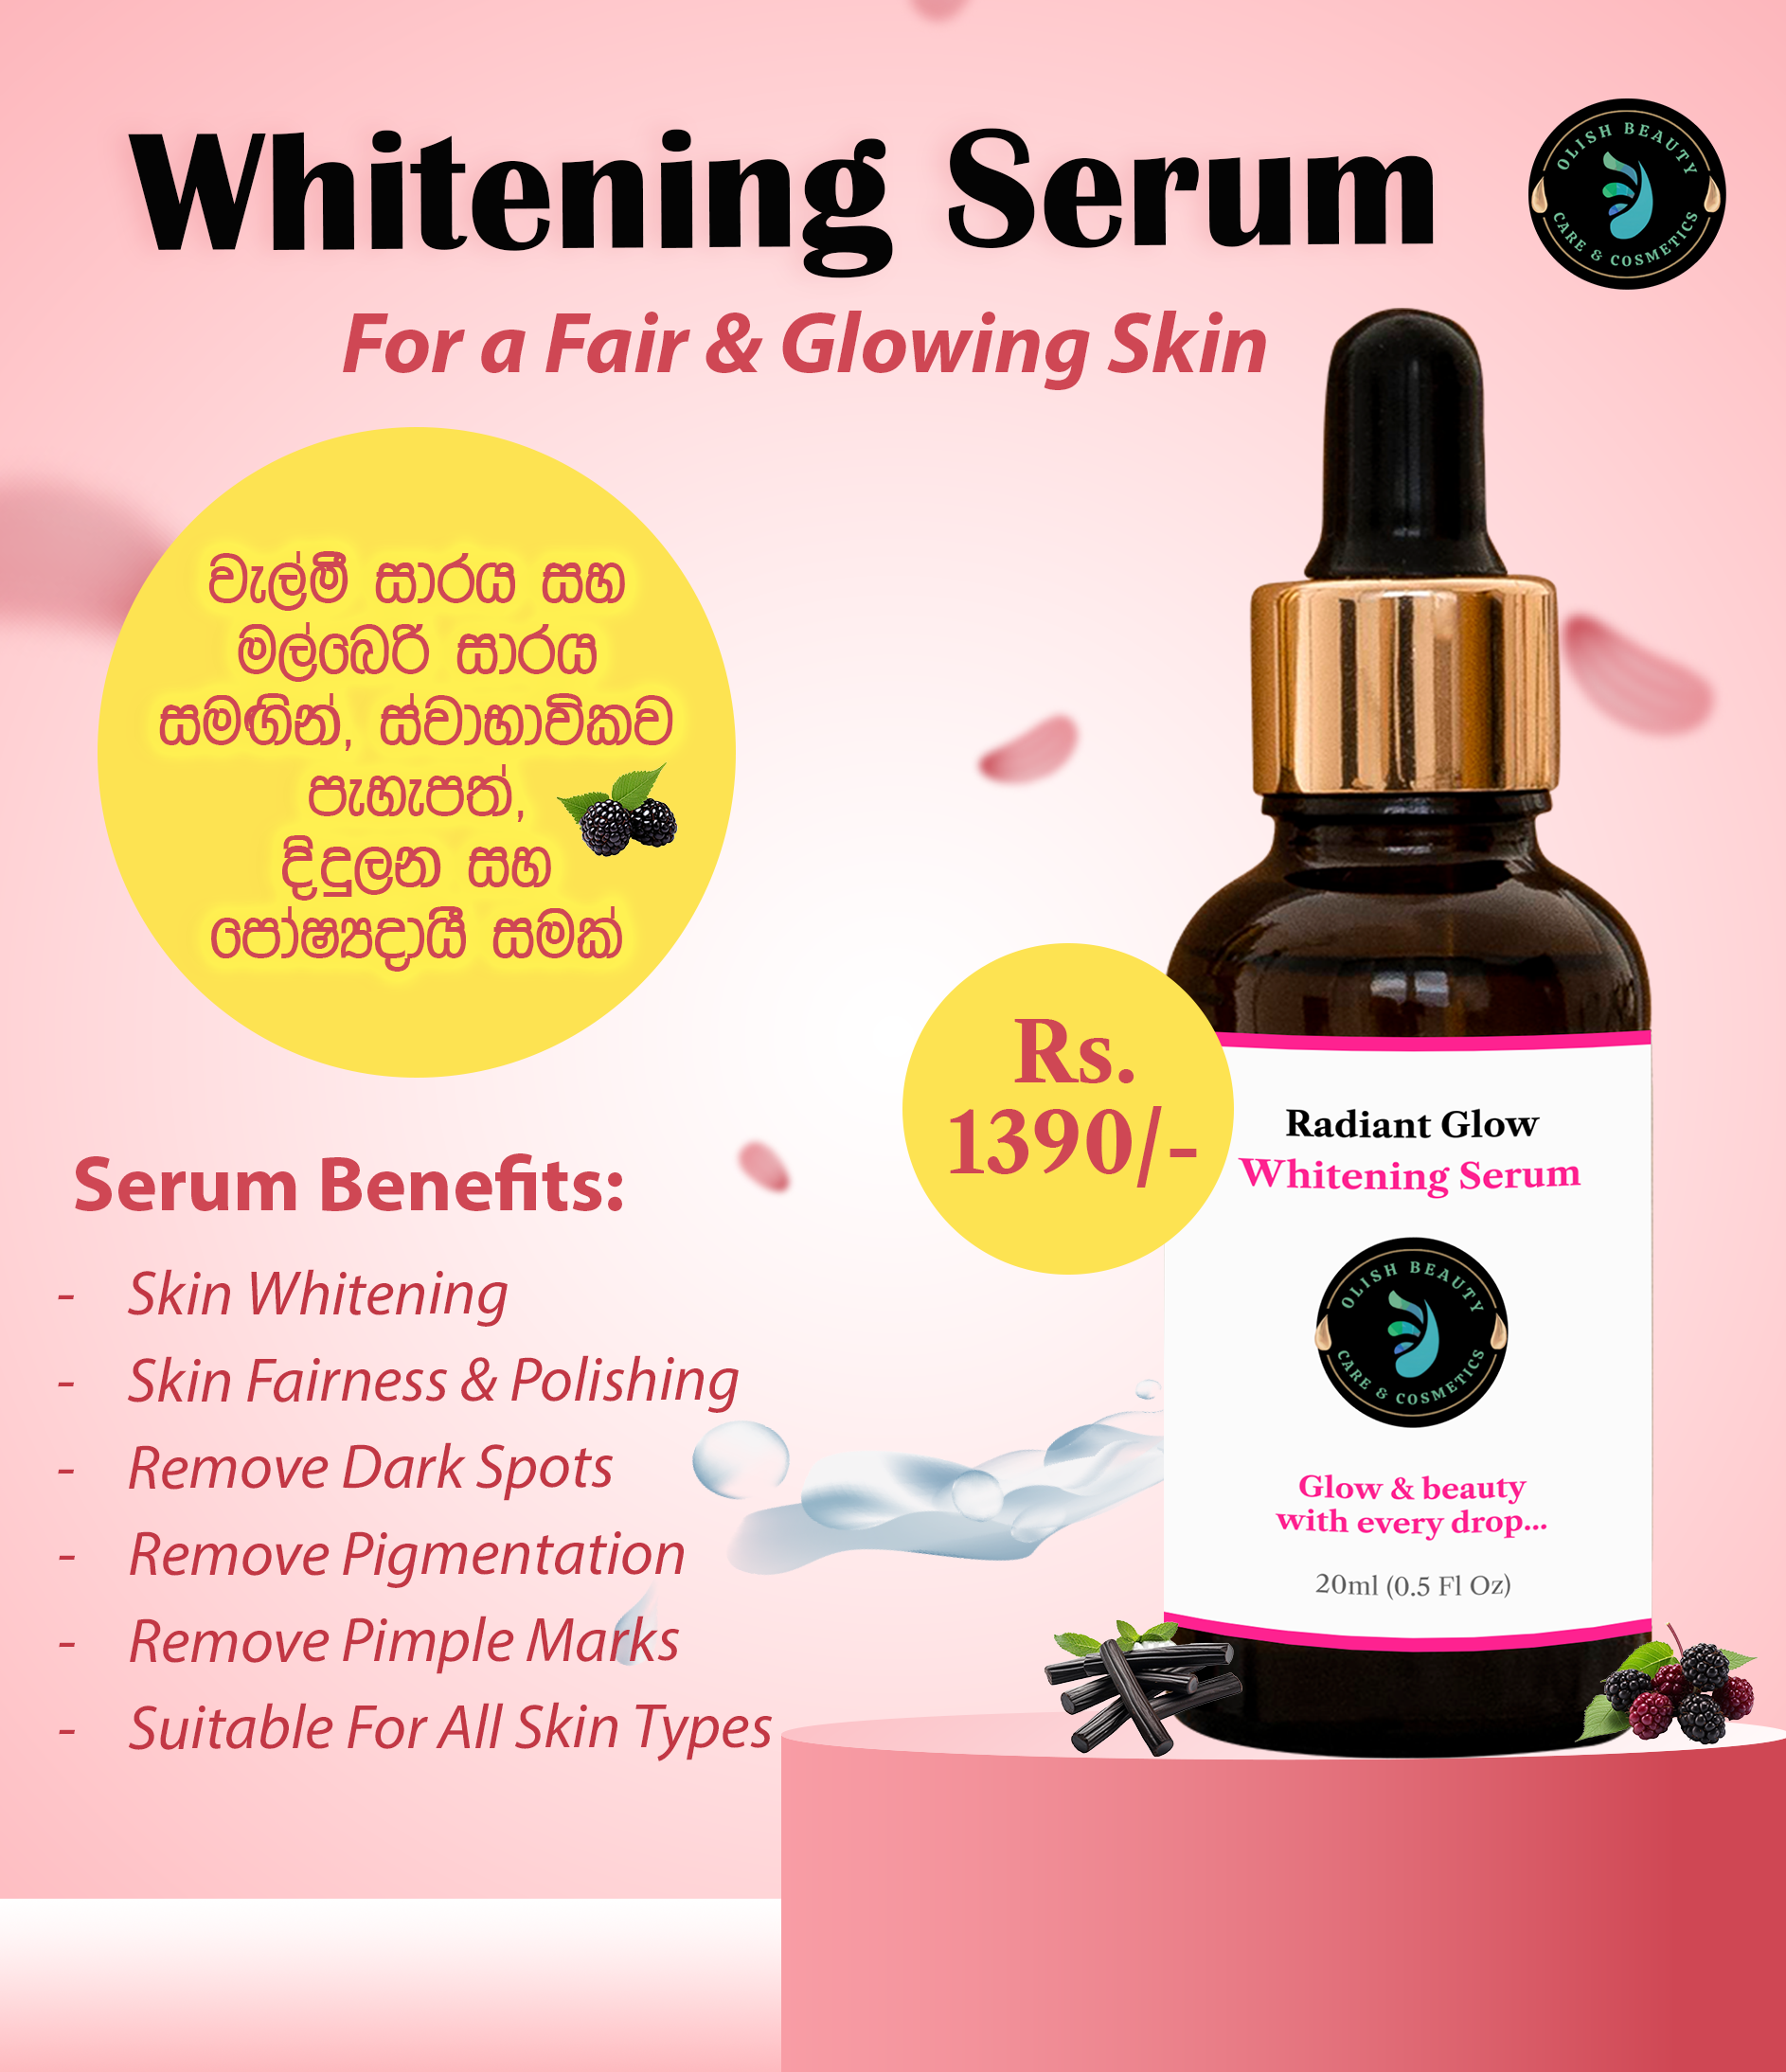 Whitening Serum
OLISH BEAUTY
CARE & COSMETICS
For a Fair & Glowing Skin
වැල්මී සාරය සහ
මල්බෙරි සාරය
සමඟින්, ස්වාභාවිකව
පැහැපත්,
දිදුලන සහ
පෝෂ්‍යදායී සමක්
Rs.
1390/-
Serum Benefits:
- Skin Whitening
- Skin Fairness & Polishing
- Remove Dark Spots
- Remove Pigmentation
- Remove Pimple Marks
- Suitable For All Skin Types
Radiant Glow
Whitening Serum
OLISH BEAUTY
CARE & COSMETICS
Glow & beauty
with every drop...
20ml (0.5 Fl Oz)